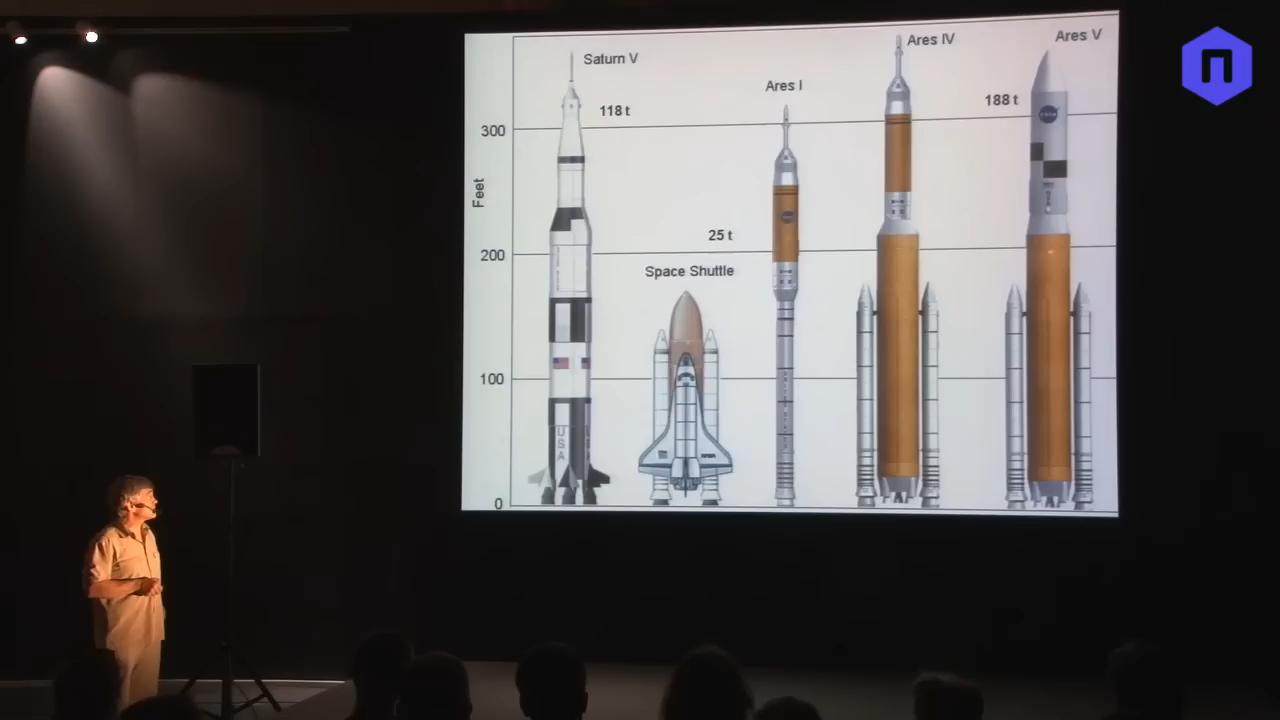 Saturn V
Ares IV
Ares V
118 t
Ares I
188 t
300
Feet
25 t
200
Space Shuttle
100
USA
0
П